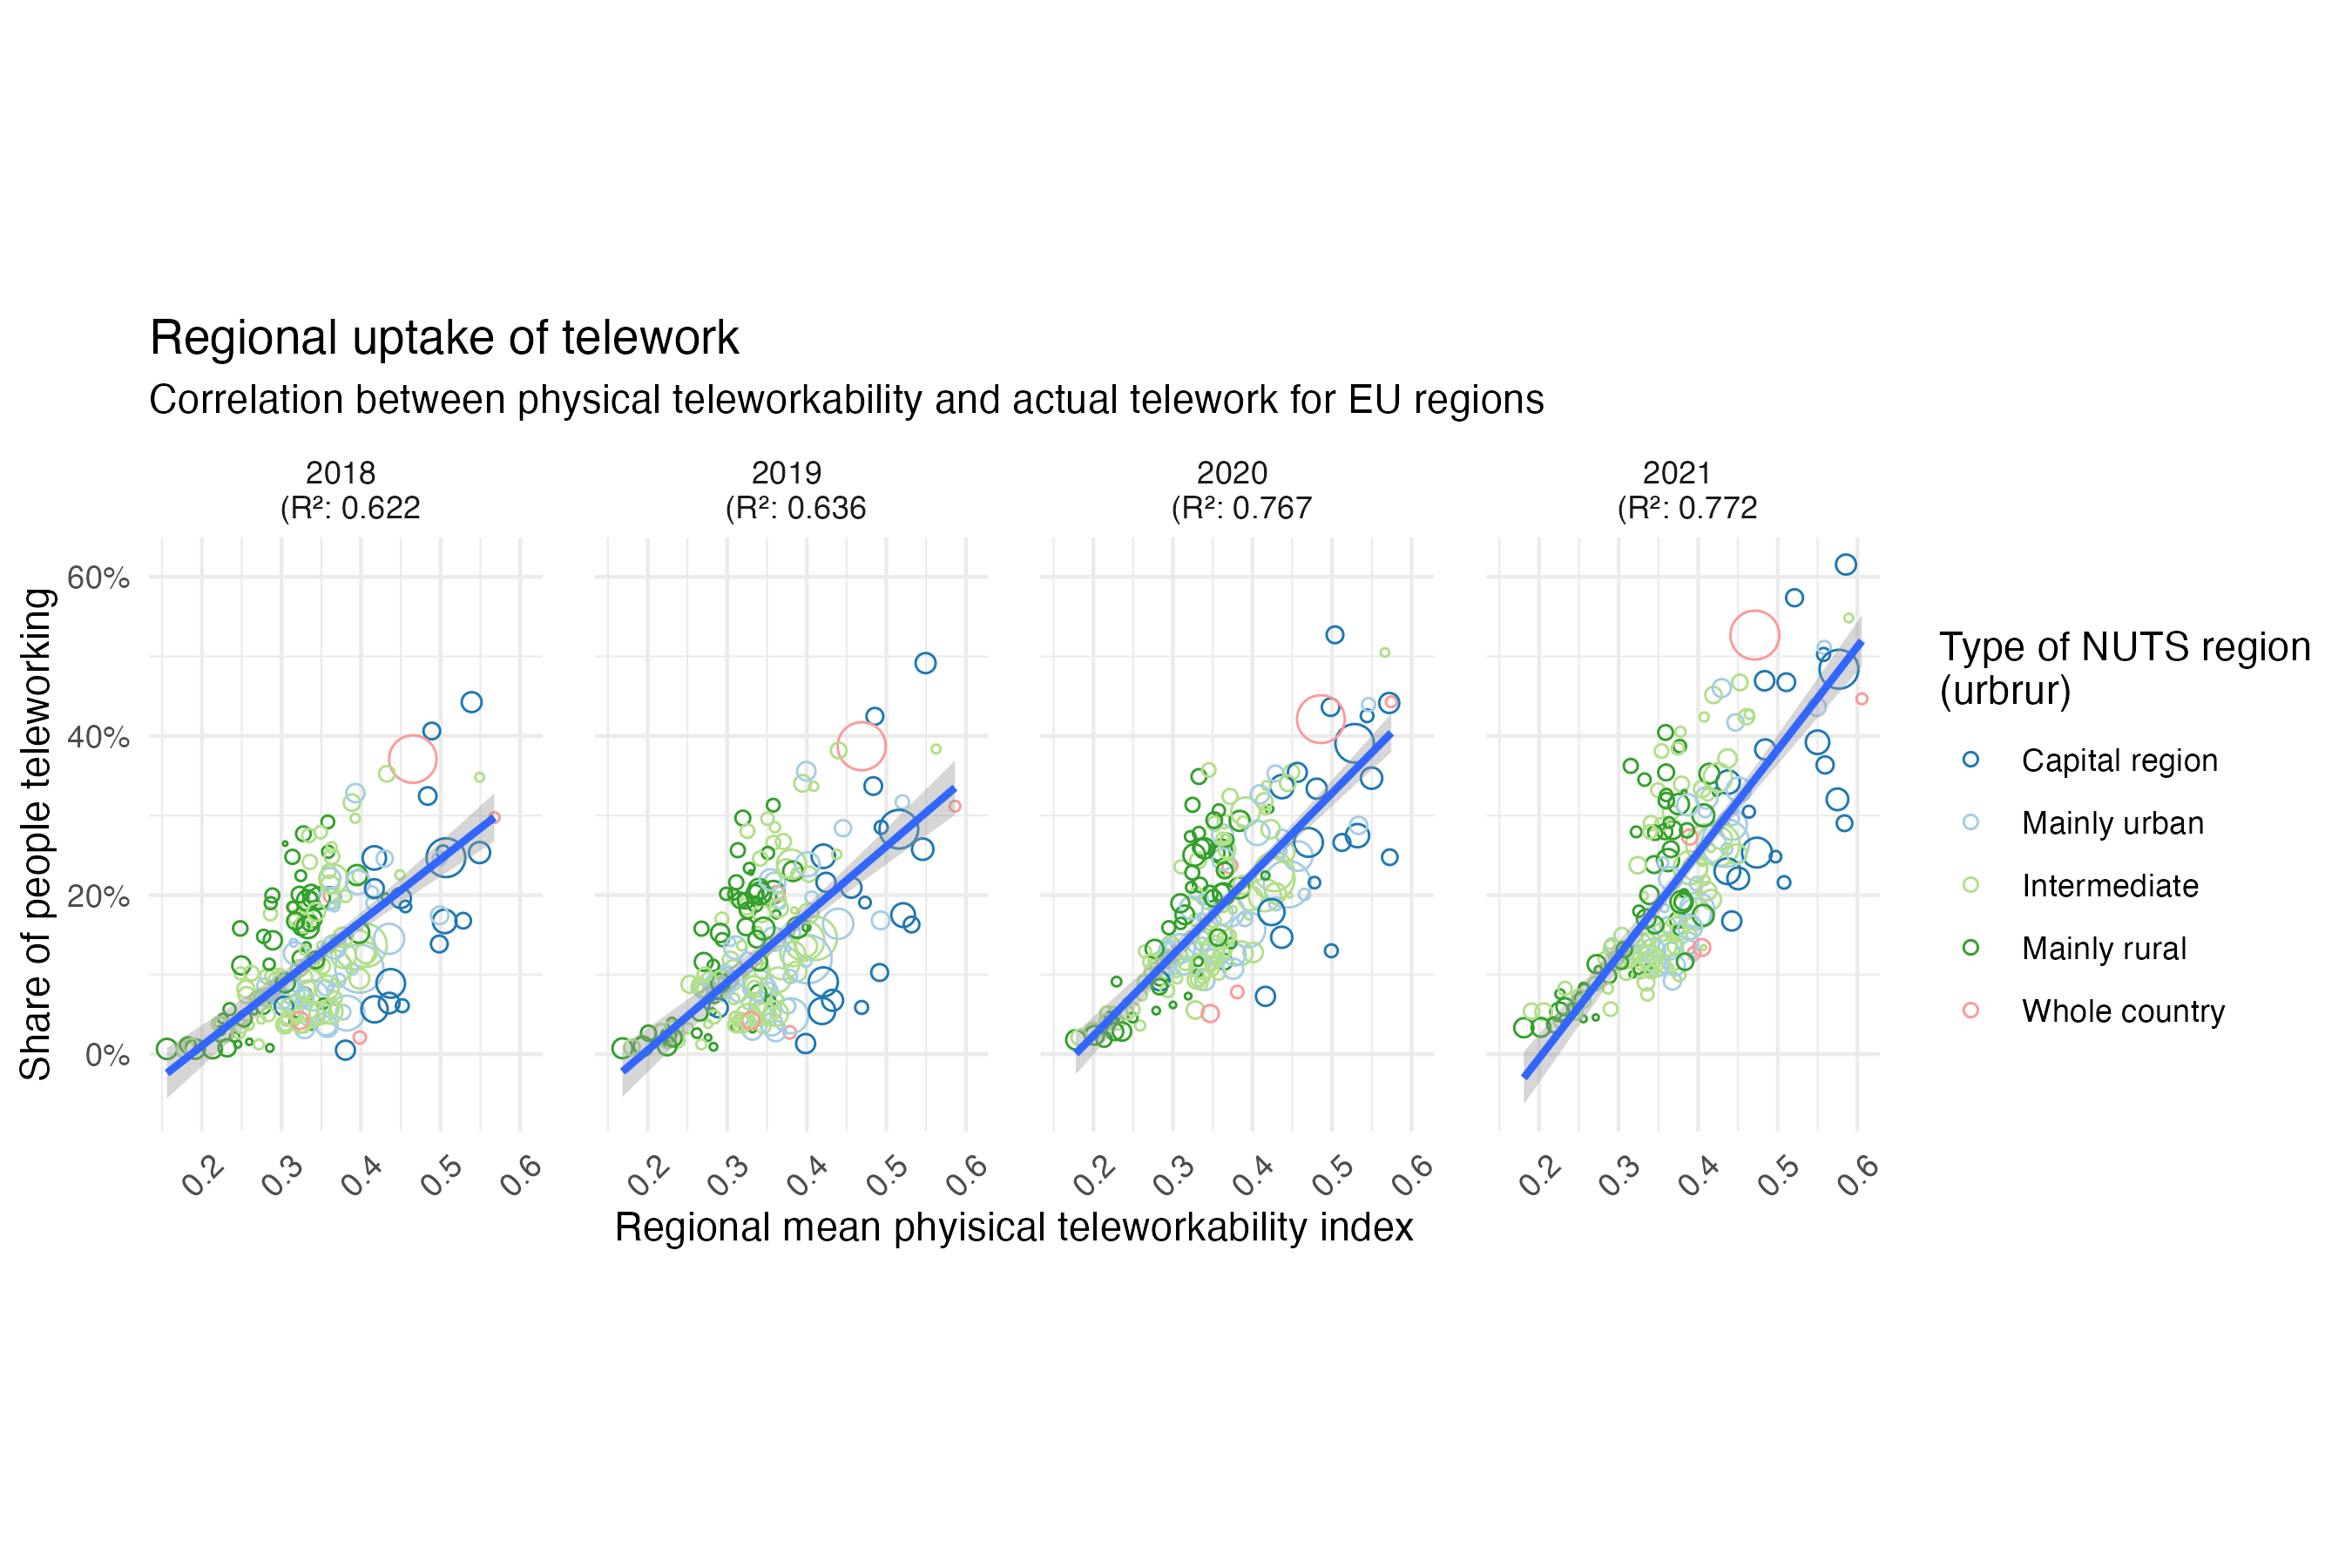 Regional uptake of telework
Correlation between physical teleworkability and actual telework for EU regions
2018
(R²: 0.622
2019
(R²: 0.636
2020
(R²: 0.767
2021
(R²: 0.772
Share of people teleworking
60%
40%
20%
0%
0.2 0.3 0.4 0.5 0.6
0.2 0.3 0.4 0.5 0.6
0.2 0.3 0.4 0.5 0.6
0.2 0.3 0.4 0.5 0.6
Regional mean phyisical teleworkability index
Type of NUTS region
(urbrur)
Capital region
Mainly urban
Intermediate
Mainly rural
Whole country